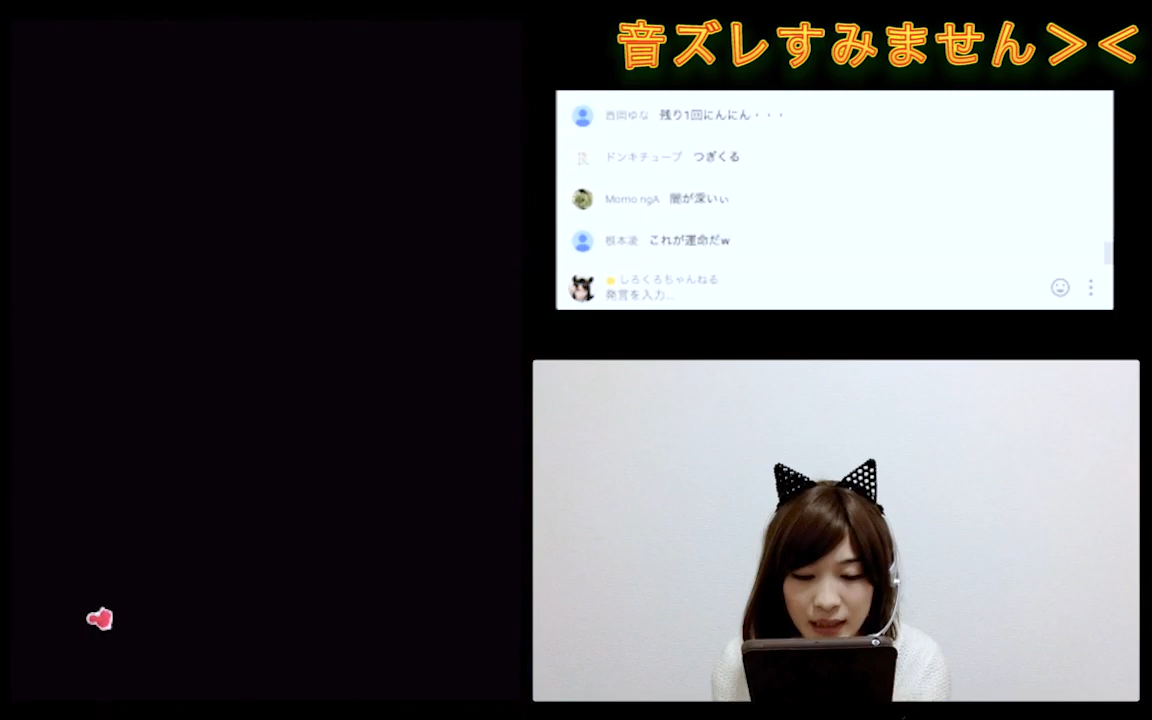 音ズレすみません＞＜
西岡ゆな 残り1回にんにん・・・
ドンキチューブ つぎくる
Momo ngA 闇が深いぃ
根本凌 これが運命だw
しろくろちゃんねる
発言を入力...